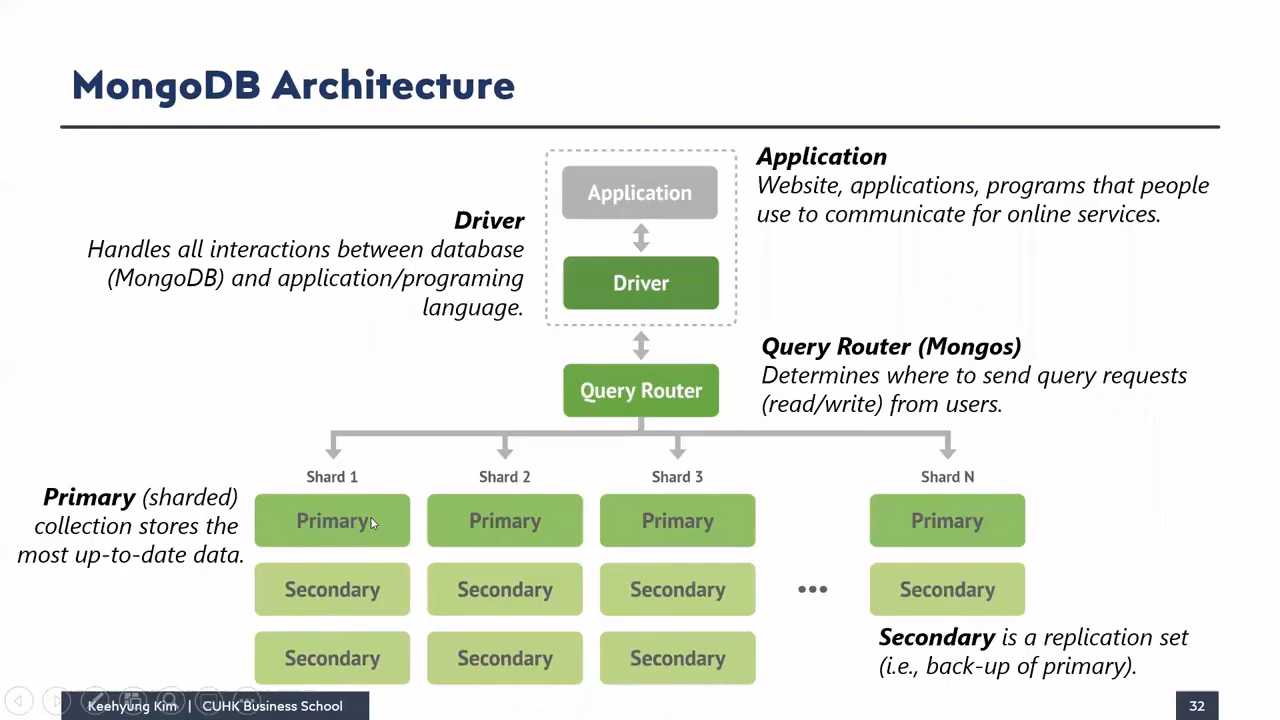 MongoDB Architecture
Application
Website, applications, programs that people
use to communicate for online services.
Application
Driver
Handles all interactions between database
(MongoDB) and application/programing
language.
Driver
Query Router (Mongos)
Determines where to send query requests
(read/write) from users.
Query Router
Shard 1
Shard 2
Shard 3
Shard N
Primary (sharded)
collection stores the
most up-to-date data.
Primary
Primary
Primary
Primary
Secondary
Secondary
Secondary
•••
Secondary
Secondary
Secondary
Secondary
Secondary is a replication set
(i.e., back-up of primary).
Keehyung Kim | CUHK Business School
32